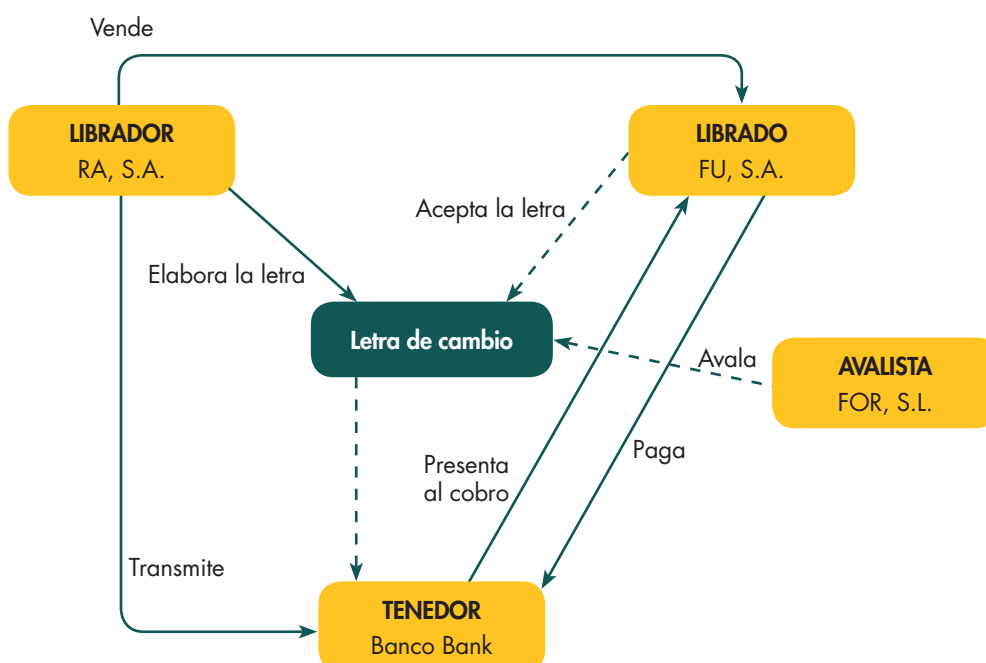 Vende
LIBRADOR
RA, S.A.
LIBRADO
FU, S.A.
Acepta la letra
Elabora la letra
Letra de cambio
Avala
AVALISTA
FOR, S.L.
Presenta
al cobro
Paga
Transmite
TENEDOR
Banco Bank